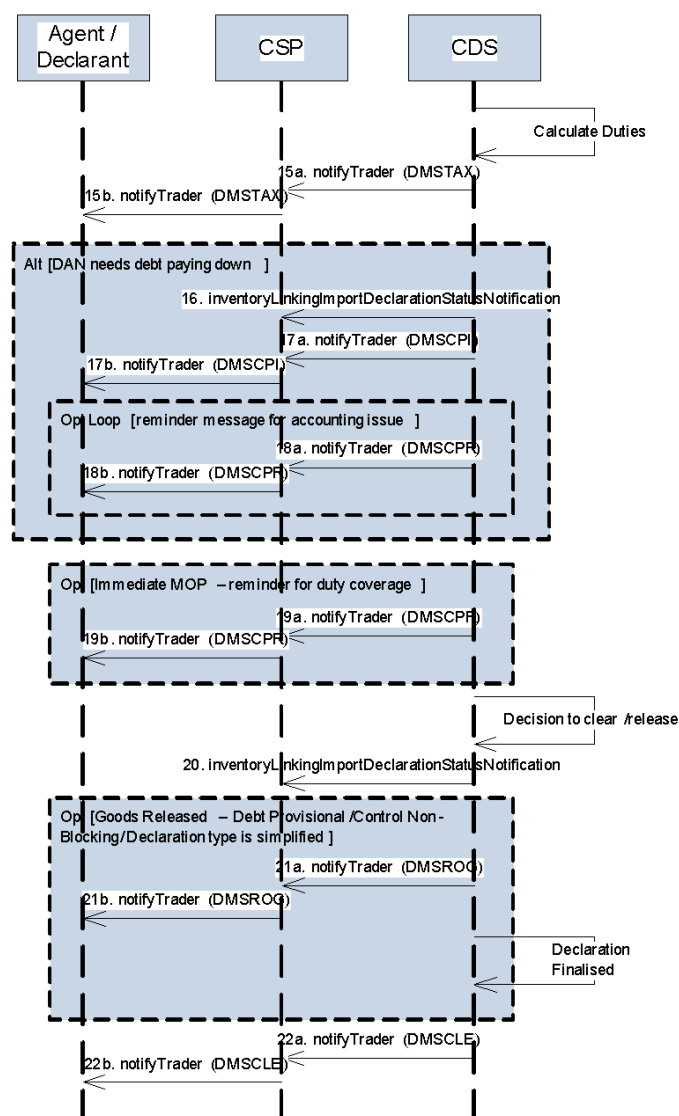 Agent /
Declarant
CSP
CDS
Calculate Duties
15a. notifyTrader (DMSTAX)
15b. notifyTrader (DMSTAX)
Alt [DAN needs debt paying down ]
16. inventoryLinkingImportDeclarationStatusNotification
17a. notifyTrader (DMSCPI)
17b. notifyTrader (DMSCPI)
Op Loop [reminder message for accounting issue ]
18a. notifyTrader (DMSCPR)
18b. notifyTrader (DMSCPR)
Op [Immediate MOP – reminder for duty coverage ]
19a. notifyTrader (DMSCPR)
19b. notifyTrader (DMSCPR)
Decision to clear /release
20. inventoryLinkingImportDeclarationStatusNotification
Op [Goods Released – Debt Provisional /Control Non-
Blocking/Declaration type is simplified ]
21a. notifyTrader (DMSROG)
21b. notifyTrader (DMSROG)
Declaration
Finalised
22a. notifyTrader (DMSCLE)
22b. notifyTrader (DMSCLE)